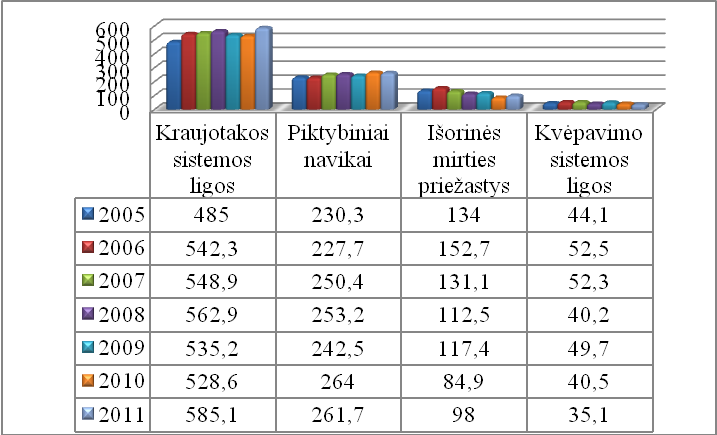 600
500
400
300
200
100
0
Kraujotakos sistemos ligos
Piktybiniai navikai
Išorinės mirties priežastys
Kvėpavimo sistemos ligos
2005 485 230,3 134 44,1
2006 542,3 227,7 152,7 52,5
2007 548,9 250,4 131,1 52,3
2008 562,9 253,2 112,5 40,2
2009 535,2 242,5 117,4 49,7
2010 528,6 264 84,9 40,5
2011 585,1 261,7 98 35,1